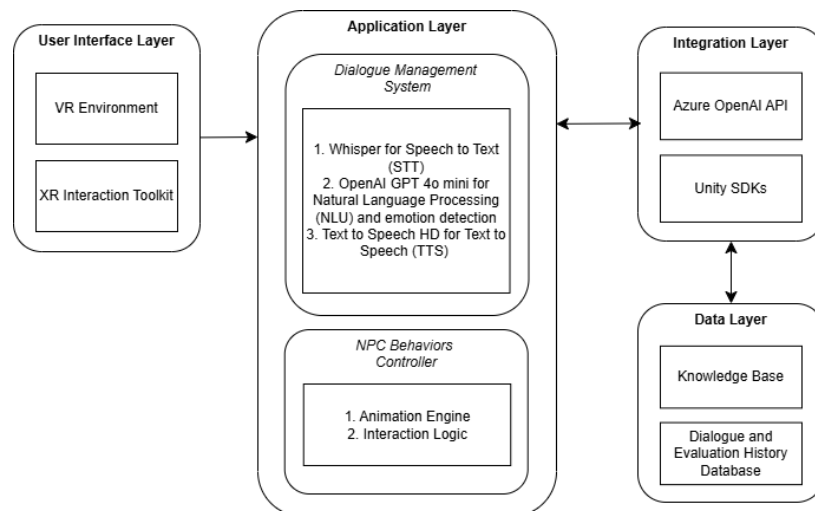 User Interface Layer
VR Environment
XR Interaction Toolkit
Application Layer
Dialogue Management
System
1. Whisper for Speech to Text
(STT)
2. OpenAI GPT 4o mini for
Natural Language Processing
(NLU) and emotion detection
3. Text to Speech HD for Text to
Speech (TTS)
NPC Behaviors
Controller
1. Animation Engine
2. Interaction Logic
Integration Layer
Azure OpenAI API
Unity SDKs
Data Layer
Knowledge Base
Dialogue and
Evaluation History
Database